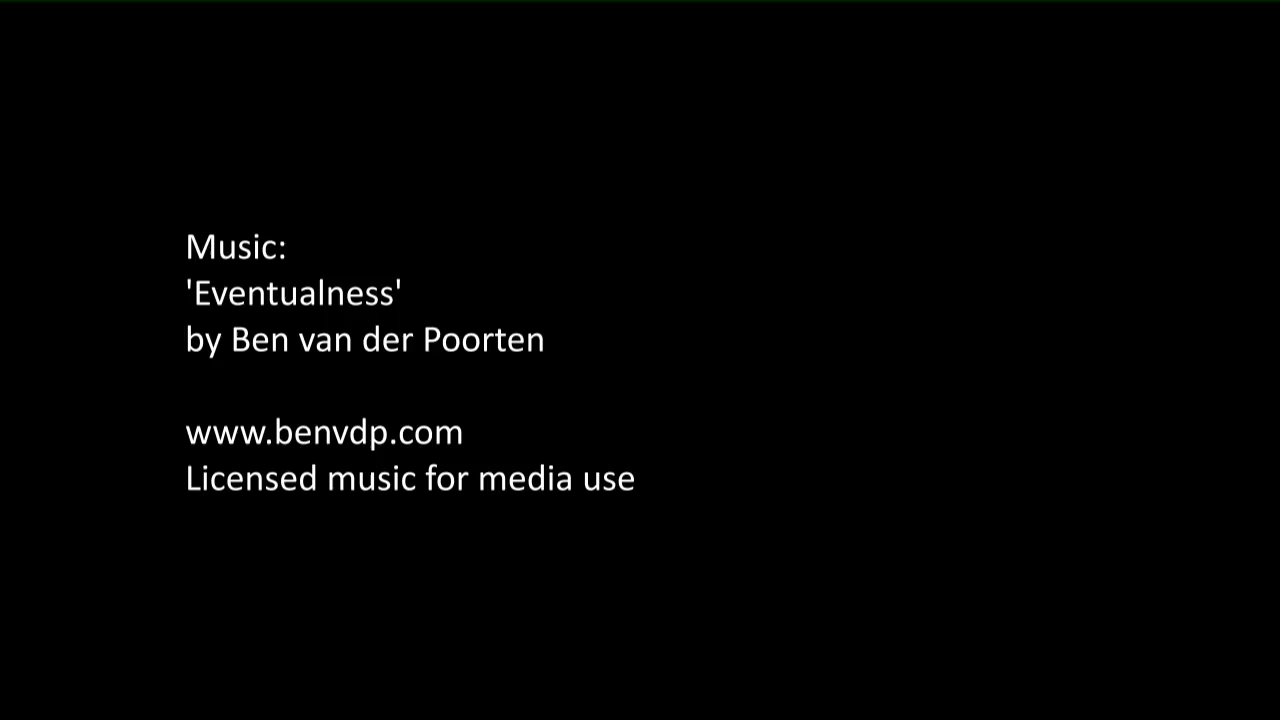 Music:
'Eventualness'
by Ben van der Poorten
www.benvdp.com
Licensed music for media use